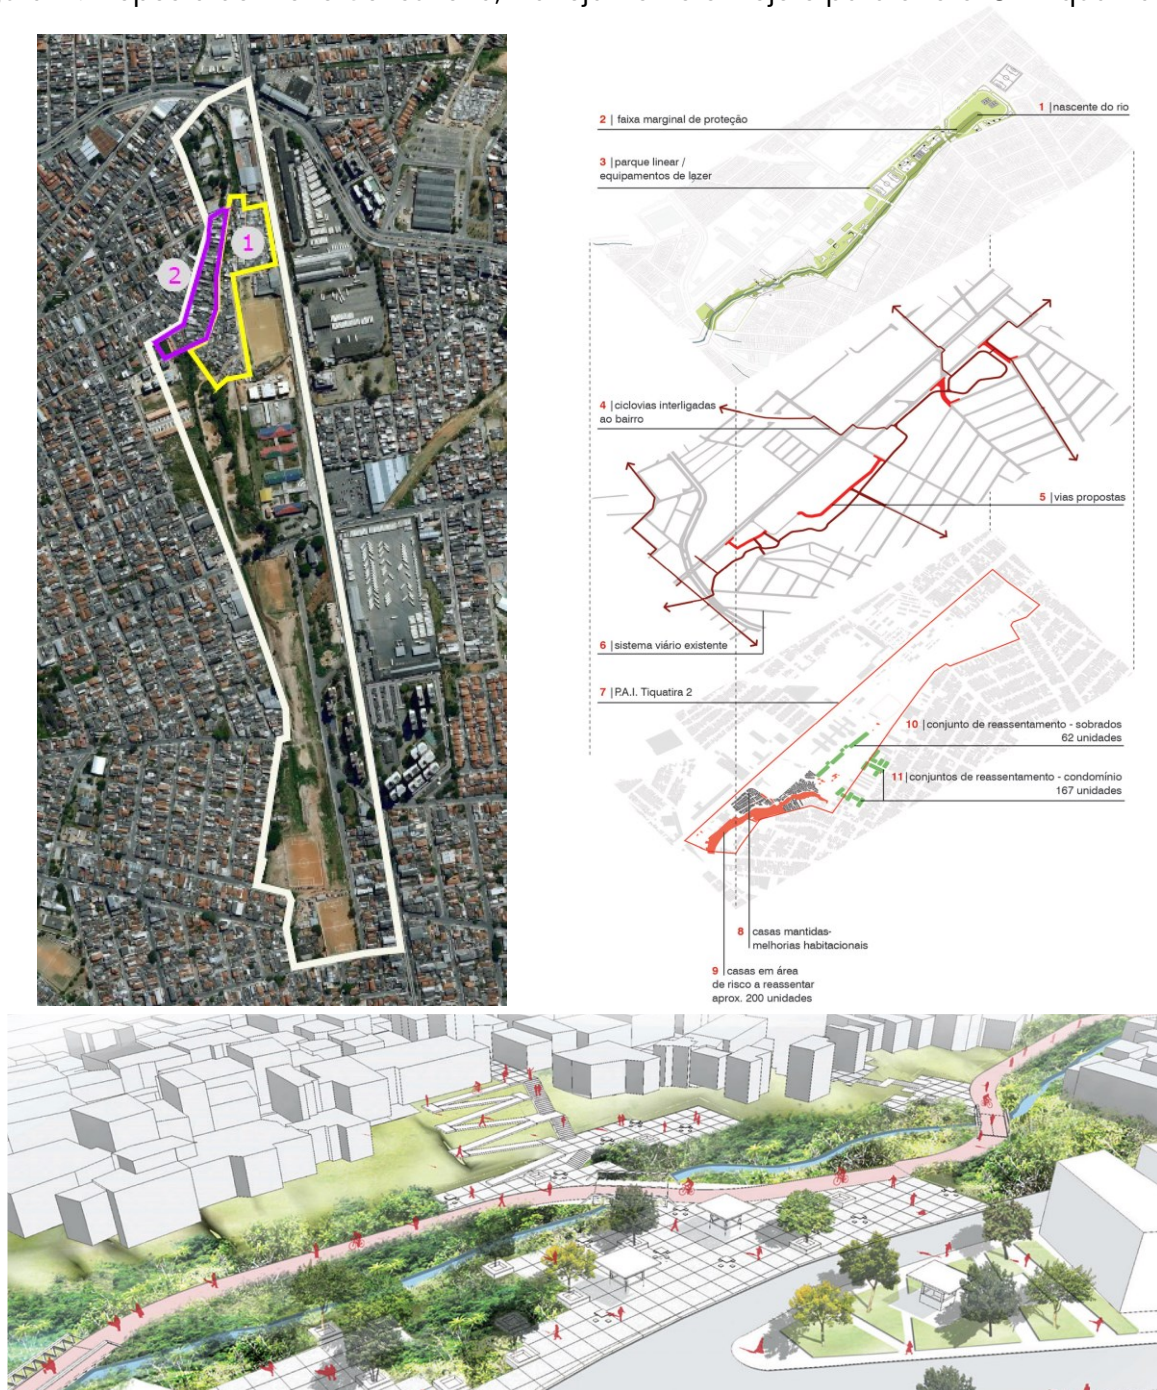 1
2
1 | nascente do rio
2 | faixa marginal de proteção
3 | parque linear /
equipamentos de lazer
4 | ciclovias interligadas
ao bairro
5 | vias propostas
6 | sistema viário existente
7 | P.A.I. Tiquatira 2
10 | conjunto de reassentamento - sobrados
62 unidades
11 | conjuntos de reassentamento - condomínio
167 unidades
8 | casas mantidas-
melhorias habitacionais
9 | casas em área
de risco a reassentar
aprox. 200 unidades